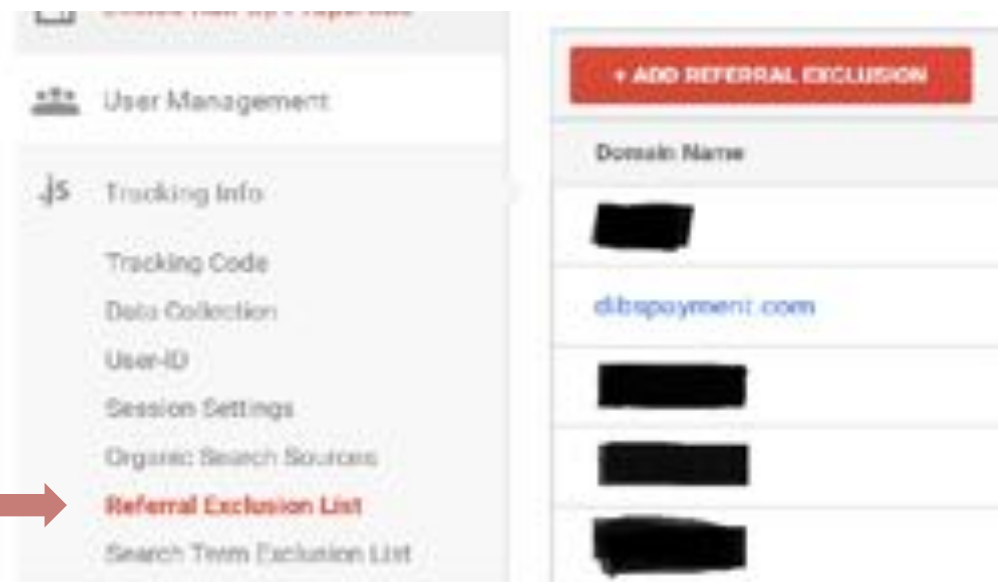 User Management
.js Tracking Info
Tracking Code
Data Collection
User-ID
Session Settings
Organic Search Sources
Referral Exclusion List
Search Term Exclusion List
+ ADD REFERRAL EXCLUSION
Domain Name
dibspayment.com